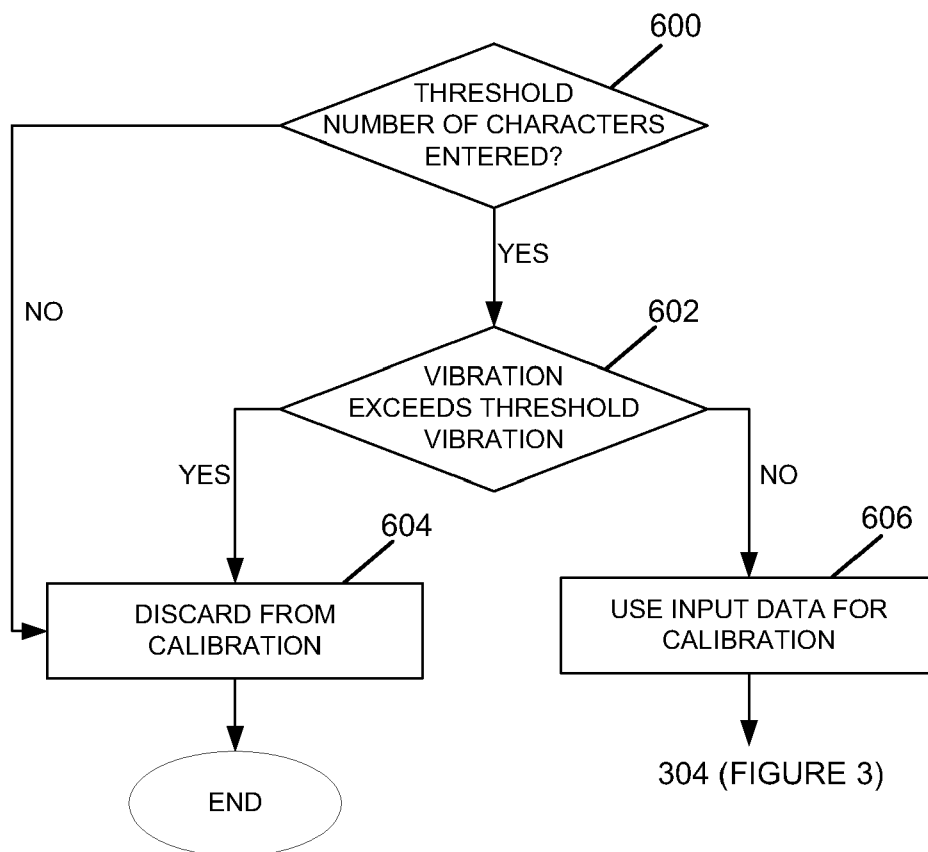 600
THRESHOLD
NUMBER OF CHARACTERS
ENTERED?
YES
NO
602
VIBRATION
EXCEEDS THRESHOLD
VIBRATION
YES
NO
604
606
DISCARD FROM
CALIBRATION
USE INPUT DATA FOR
CALIBRATION
304 (FIGURE 3)
END